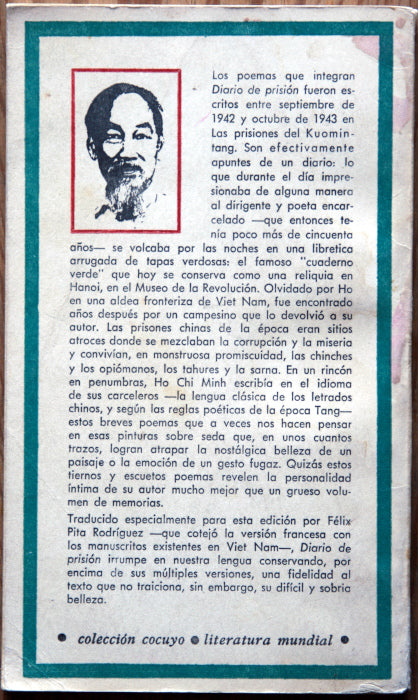 Los poemas que integran
Diario de prisión fueron es-
critos entre septiembre de
1942 y octubre de 1943 en
Las prisiones del Kuomin-
tang. Son efectivamente
apuntes de un diario: lo
que durante el día impre-
sionaba de alguna manera
al dirigente y poeta encar-
celado —que entonces te-
nía poco más de cincuenta
años— se volcaba por las noches en una libretica
arrugada de tapas verdosas: el famoso "cuaderno
verde" que hoy se conserva como una reliquia en
Hanoi, en el Museo de la Revolución. Olvidado por Ho
en una aldea fronteriza de Viet Nam, fue encontrado
años después por un campesino que lo devolvió a su
autor. Las prisiones chinas de la época eran sitios
atroces donde se mezclaban la corrupción y la miseria
y convivían, en monstruosa promiscuidad, las chinches
y los opiómanos, los tahures y la sarna. En un rincón
en penumbras, Ho Chi Minh escribía en el idioma
de sus carceleros —la lengua clásica de los letrados
chinos, y según las reglas poéticas de la época Tang—
estos breves poemas que a veces nos hacen pensar
en esas pinturas sobre seda que, en unos cuantos
trazos, logran atrapar la nostálgica belleza de un
paisaje o la emoción de un gesto fugaz. Quizás estos
tiernos y escuetos poemas revelen la personalidad
íntima de su autor mucho mejor que un grueso volu-
men de memorias.
Traducido especialmente para esta edición por Félix
Pita Rodríguez —que cotejó la versión francesa con
los manuscritos existentes en Viet Nam—, Diario de
prisión irrumpe en nuestra lengua conservando, por
encima de sus múltiples versiones, una fidelidad al
texto que no traiciona, sin embargo, su difícil y sobria
belleza.
● colección cocuyo ● literatura mundial ●